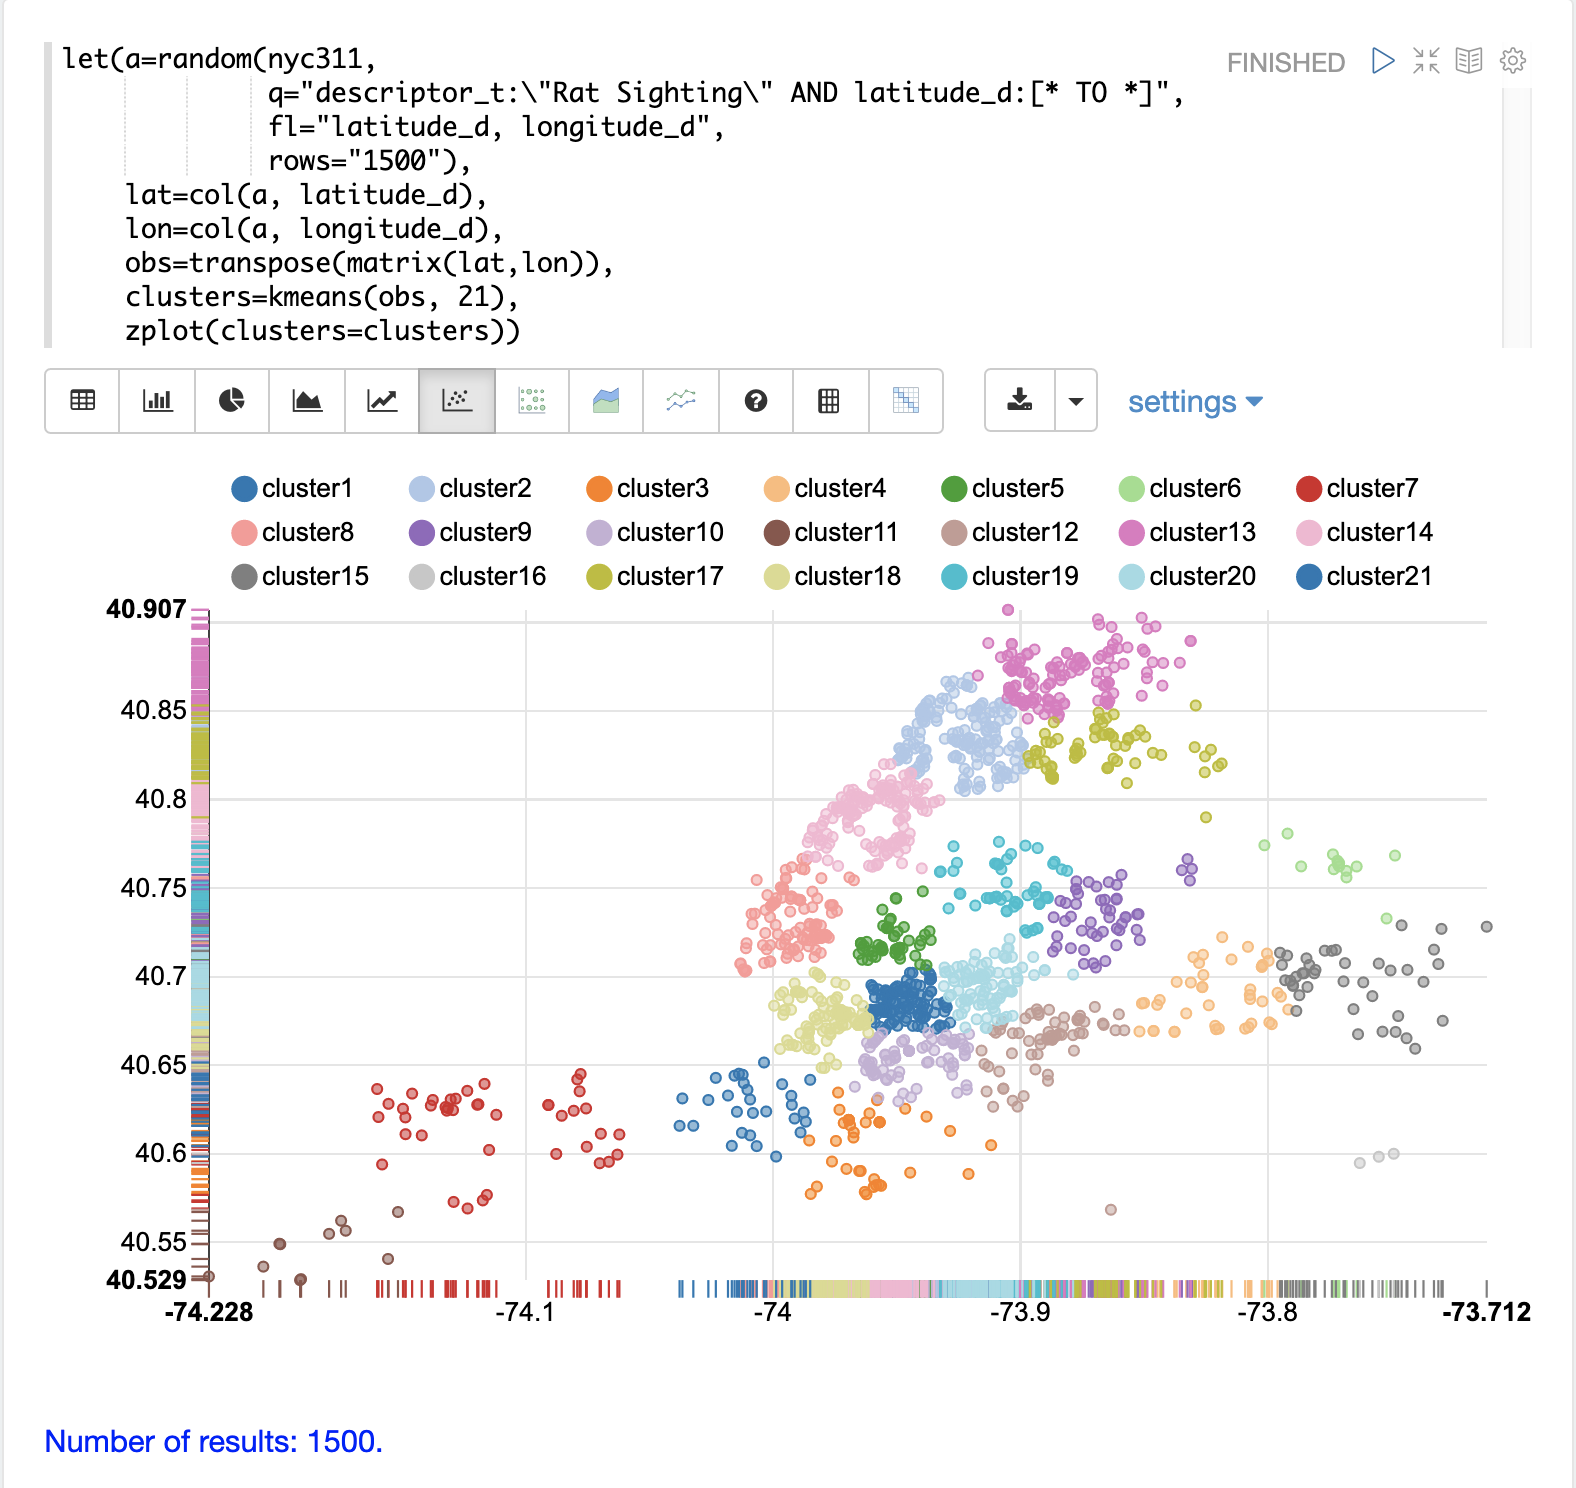 let(a=random(nyc311,
FINISHED
q="descriptor_t:\"Rat Sighting\" AND latitude_d:[* TO *]",
fl="latitude_d, longitude_d",
rows="1500"),
lat=col(a, latitude_d),
lon=col(a, longitude_d),
obs=transpose(matrix(lat,lon)),
clusters=kmeans(obs, 21),
zplot(clusters=clusters))
settings
cluster1 cluster2 cluster3 cluster4 cluster5 cluster6 cluster7
cluster8 cluster9 cluster10 cluster11 cluster12 cluster13 cluster14
cluster15 cluster16 cluster17 cluster18 cluster19 cluster20 cluster21
40.907
40.85
40.8
40.75
40.7
40.65
40.6
40.55
40.529
-74.228 -74.1 -74 -73.9 -73.8 -73.712
Number of results: 1500.